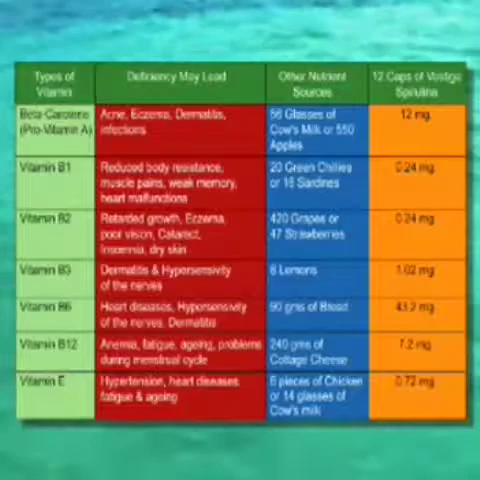 Types of Vitamin
Deficiency May Lead
Other Nutrient Sources
12 Caps of Vestige Spirulina
Beta-Carotene (Pro-Vitamin A)
Acne, Eczema, Dermatitis, infections
56 Glasses of Cow's Milk or 550 Apples
12 mg.
Vitamin B1
Reduced body resistance, muscle pains, weak memory, heart malfunctions
20 Green Chillies or 16 Sardines
0.24 mg
Vitamin B2
Retarded growth, Eczema, poor vision, Cataract, Insomnia, dry skin
420 Grapes or 47 Strawberries
0.24 mg
Vitamin B3
Dermatitis & Hypersensivity of the nerves
8 Lemons
1.02 mg
Vitamin B6
Heart diseases, Hypersensivity of the nerves, Dermatitis
90 gms of Bread
43.2 mg
Vitamin B12
Anemia, fatigue, ageing, problems during menstrual cycle
240 gms of Cottage Cheese
7.2 mg
Vitamin E
Hypertension, heart diseases fatigue & ageing
6 pieces of Chicken or 14 glasses of Cow's milk
0.72 mg